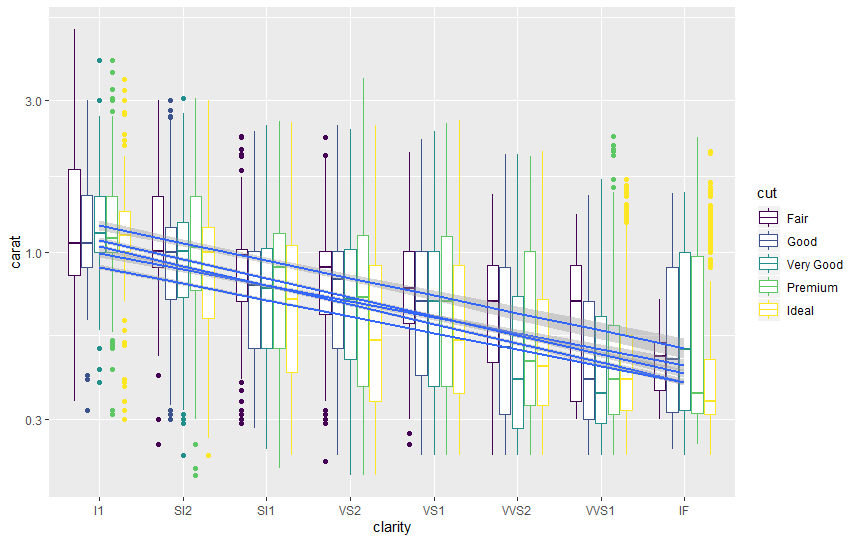 carat
3.0
1.0
0.3
I1
SI2
SI1
VS2
VS1
VVS2
VVS1
IF
clarity
cut
Fair
Good
Very Good
Premium
Ideal